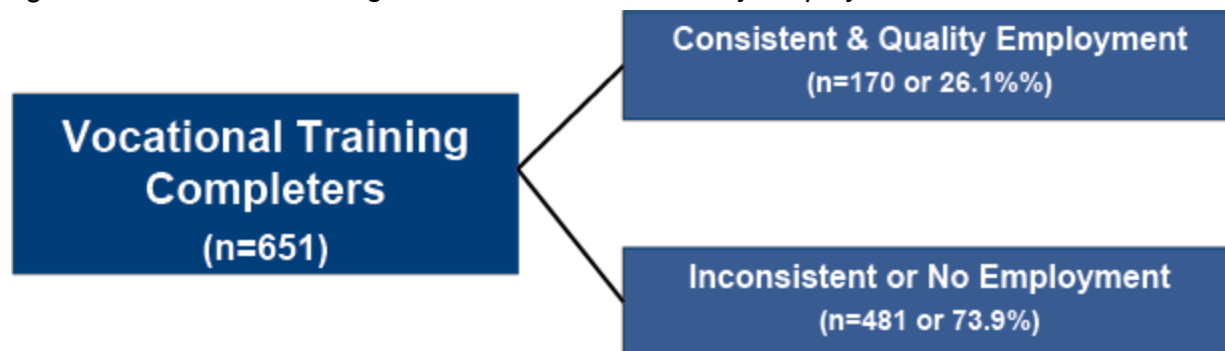 Vocational Training
Completers
(n=651)
Consistent & Quality Employment
(n=170 or 26.1%%)
Inconsistent or No Employment
(n=481 or 73.9%)